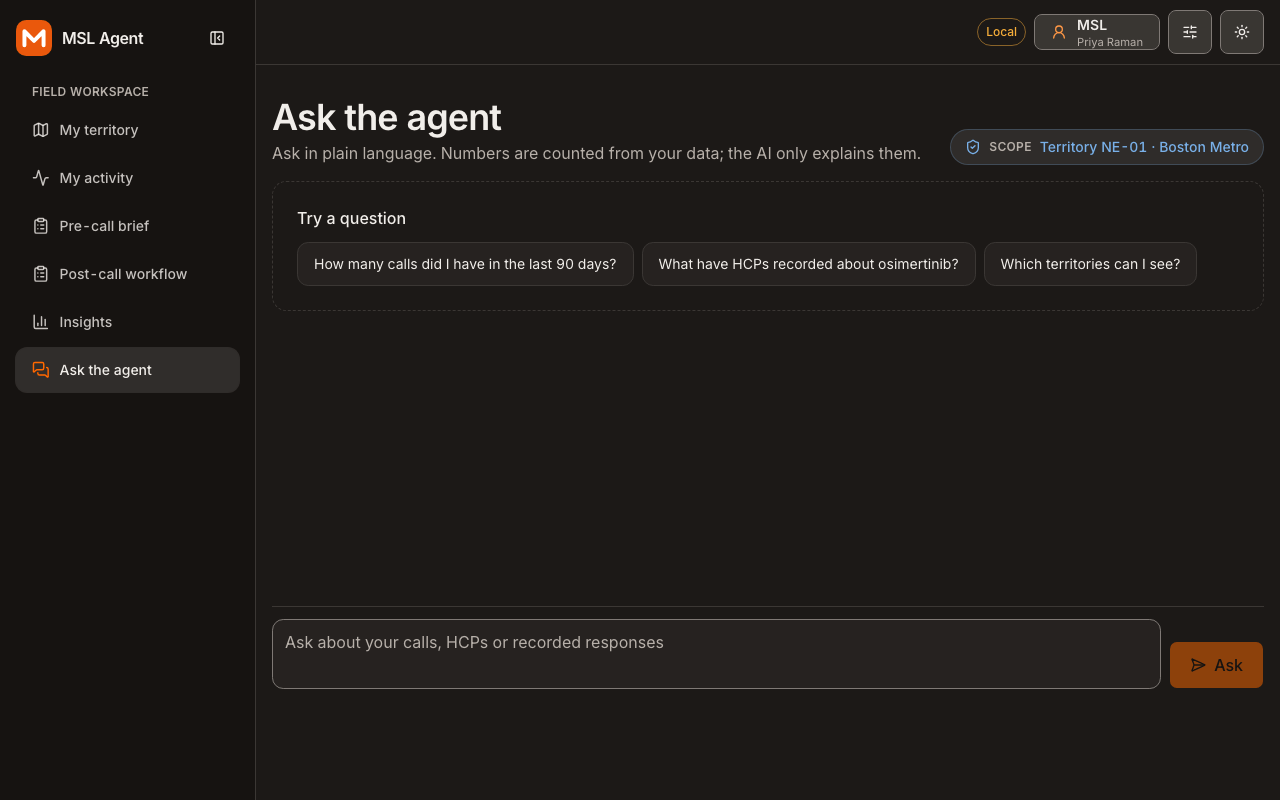 MSL Agent
FIELD WORKSPACE
My territory
My activity
Pre-call brief
Post-call workflow
Insights
Ask the agent
Local
MSL
Priya Raman
Ask the agent
Ask in plain language. Numbers are counted from your data; the AI only explains them.
SCOPE Territory NE-01 · Boston Metro
Try a question
How many calls did I have in the last 90 days?
What have HCPs recorded about osimertinib?
Which territories can I see?
Ask about your calls, HCPs or recorded responses
Ask